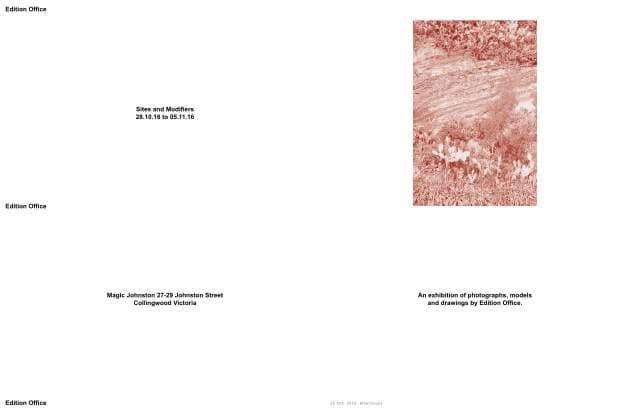 Edition Office
Sites and Modifiers
28.10.16 to 05.11.16
Edition Office
Magic Johnston 27-29 Johnston Street
Collingwood Victoria
An exhibition of photographs, models
and drawings by Edition Office.
Edition Office